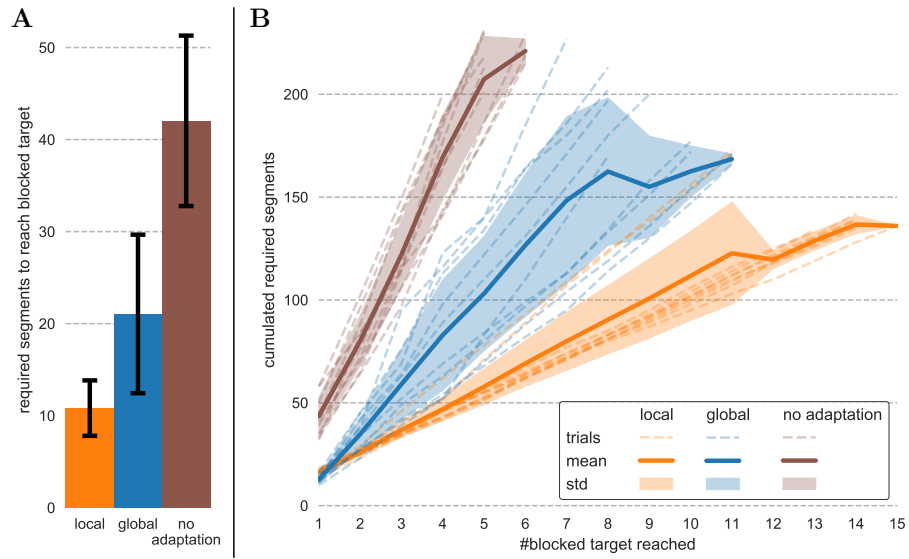 A
required segments to reach blocked target
50
40
30
20
10
0
local
global
no
adaptation
B
cumulated required segments
200
150
100
50
0
1 2 3 4 5 6 7 8 9 10 11 12 13 14 15
#blocked target reached
local global no adaptation
trials
mean
std